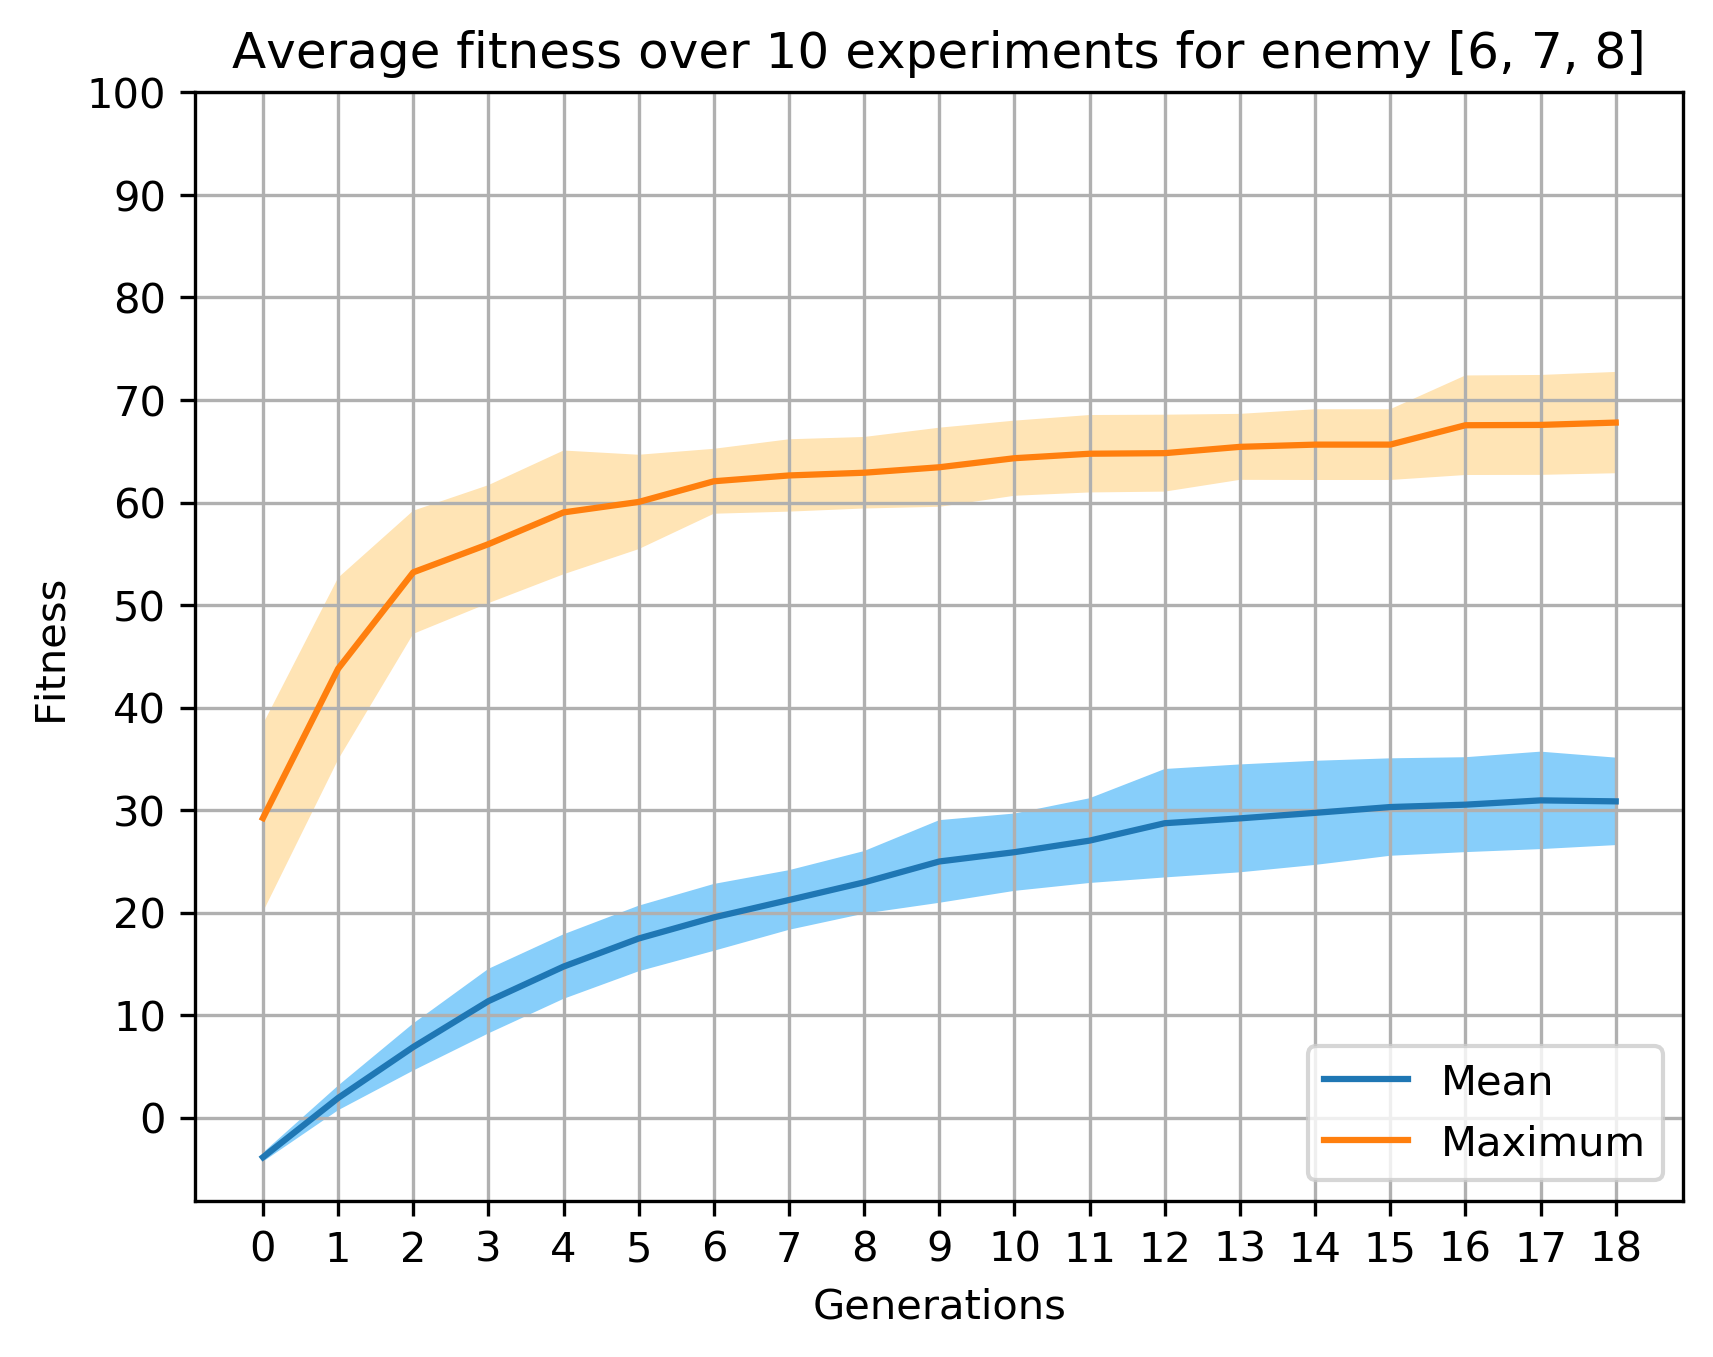 Average fitness over 10 experiments for enemy [6, 7, 8]
100
90
80
70
60
50
40
30
20
10
0
Fitness
Mean
Maximum
0 1 2 3 4 5 6 7 8 9 10 11 12 13 14 15 16 17 18
Generations